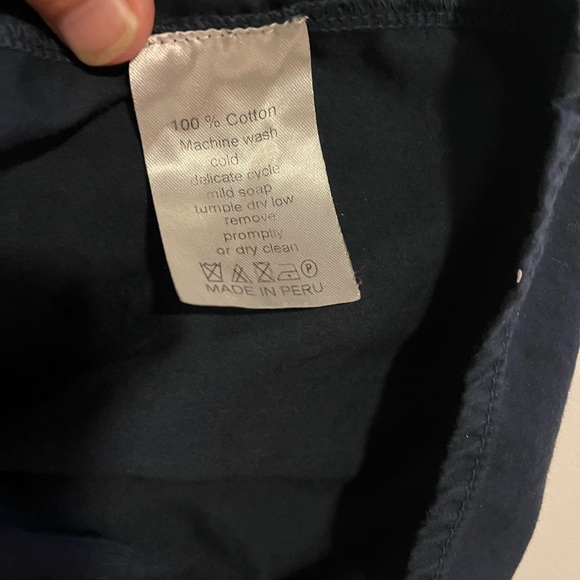 100 % Cotton
Machine wash
cold
delicate cycle
mild soap
tumple dry low
remove
promptly
or dry clean
P
MADE IN PERU